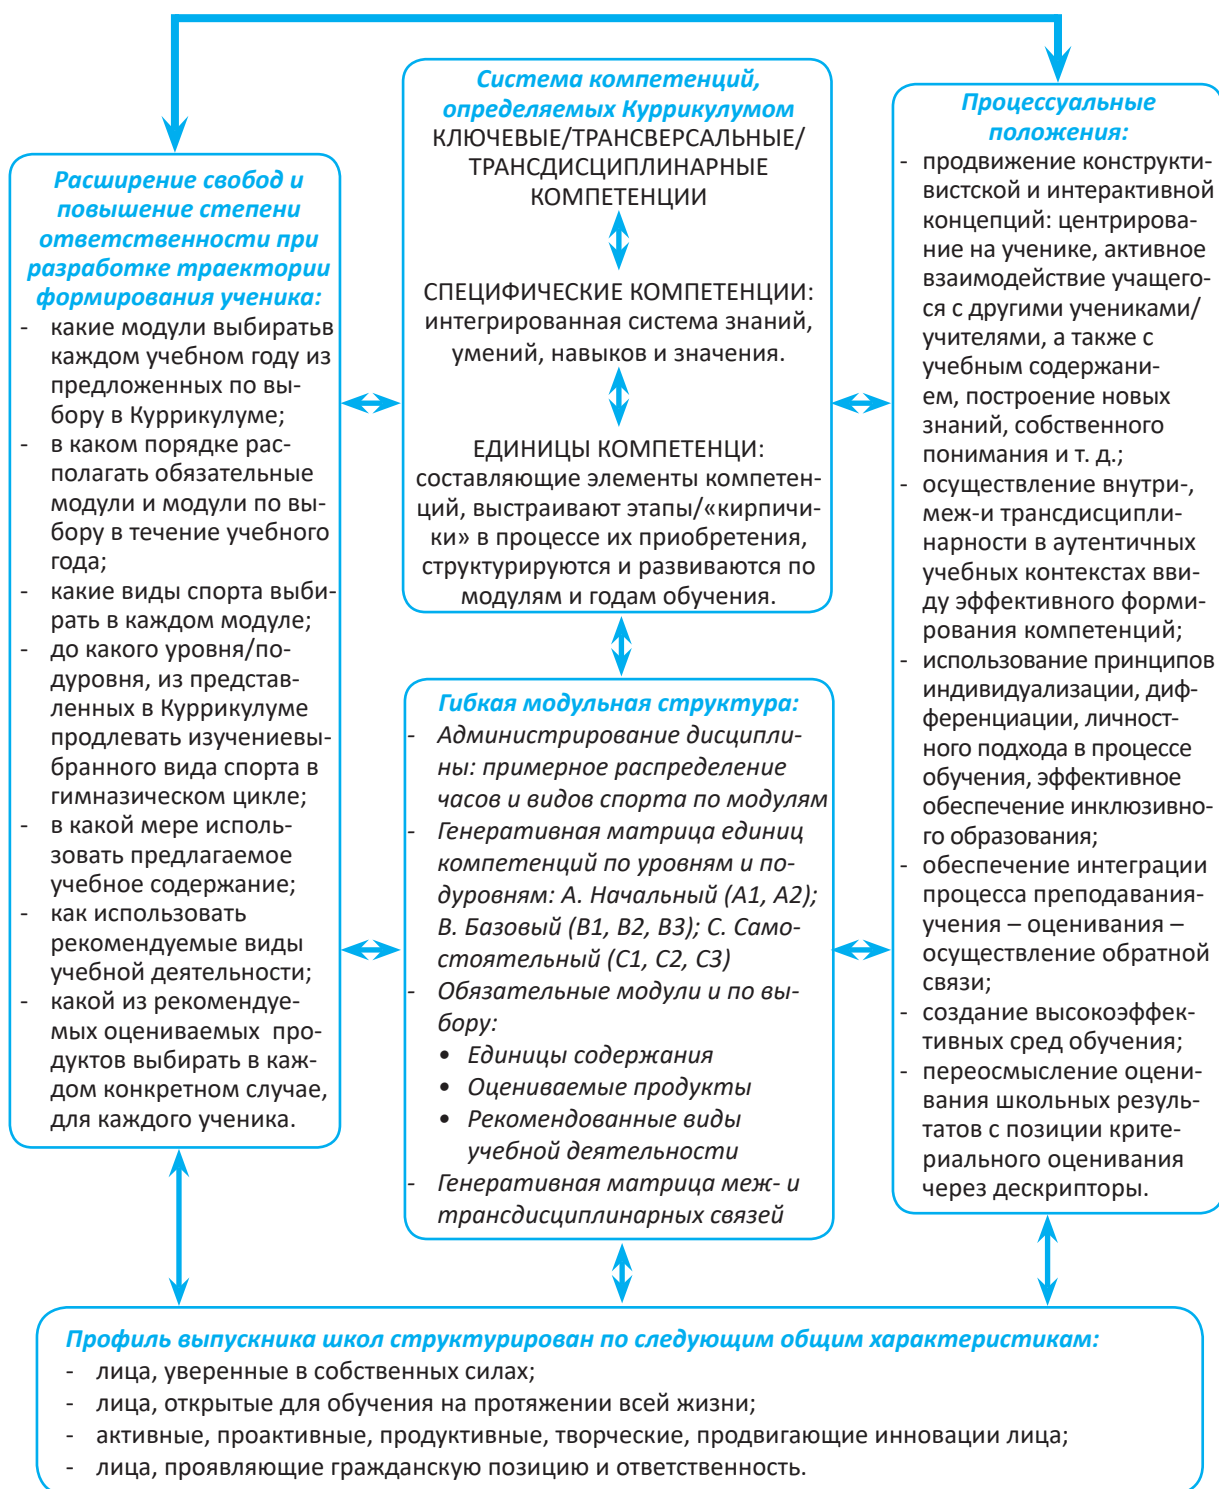 Система компетенций,
определяемых Куррикулумом
КЛЮЧЕВЫЕ/ТРАНСВЕРСАЛЬНЫЕ/
ТРАНСДИСЦИПЛИНАРНЫЕ
КОМПЕТЕНЦИИ
СПЕЦИФИЧЕСКИЕ КОМПЕТЕНЦИИ:
интегрированная система знаний,
умений, навыков и значения.
ЕДИНИЦЫ КОМПЕТЕНЦИ:
составляющие элементы компетен-
ций, выстраивают этапы/«кирпичи-
ки» в процессе их приобретения,
структурируются и развиваются по
модулям и годам обучения.
Расширение свобод и
повышение степени
ответственности при
разработке траектории
формирования ученика:
- какие модули выбиратьв
каждом учебном году из
предложенных по вы-
бору в Куррикулуме;
- в каком порядке рас-
полагать обязательные
модули и модули по вы-
бору в течение учебного
года;
- какие виды спорта выби-
рать в каждом модуле;
- до какого уровня/по-
дуровня, из представ-
ленных в Куррикулуме
продлевать изучениевы-
бранного вида спорта в
гимназическом цикле;
- в какой мере исполь-
зовать предлагаемое
учебное содержание;
- как использовать
рекомендуемые виды
учебной деятельности;
- какой из рекомендуе-
мых оцениваемых про-
дуктов выбирать в каж-
дом конкретном случае,
для каждого ученика.
Гибкая модульная структура:
- Администрирование дисципли-
ны: примерное распределение
часов и видов спорта по модулям
- Генеративная матрица единиц
компетенций по уровням и по-
дуровням: А. Начальный (А1, А2);
В. Базовый (В1, В2, В3); С. Само-
стоятельный (С1, С2, С3)
- Обязательные модули и по вы-
бору:
• Единицы содержания
• Оцениваемые продукты
• Рекомендованные виды
учебной деятельности
- Генеративная матрица меж- и
трансдисциплинарных связей
Процессуальные
положения:
- продвижение конструкти-
вистской и интерактивной
концепций: центрирова-
ние на ученике, активное
взаимодействие учащего-
ся с другими учениками/
учителями, а также с
учебным содержани-
ем, построение новых
знаний, собственного
понимания и т. д.;
- осуществление внутри-,
меж-и трансдисципли-
нарности в аутентичных
учебных контекстах вви-
ду эффективного форми-
рования компетенций;
- использование принципов
индивидуализации, диф-
ференциации, личност-
ного подхода в процессе
обучения, эффективное
обеспечение инклюзивно-
го образования;
- обеспечение интеграции
процесса преподавания-
учения – оценивания –
осуществление обратной
связи;
- создание высокоэффек-
тивных сред обучения;
- переосмысление оцени-
вания школьных резуль-
татов с позиции крите-
риального оценивания
через дескрипторы.
Профиль выпускника школ структурирован по следующим общим характеристикам:
- лица, уверенные в собственных силах;
- лица, открытые для обучения на протяжении всей жизни;
- активные, проактивные, продуктивные, творческие, продвигающие инновации лица;
- лица, проявляющие гражданскую позицию и ответственность.